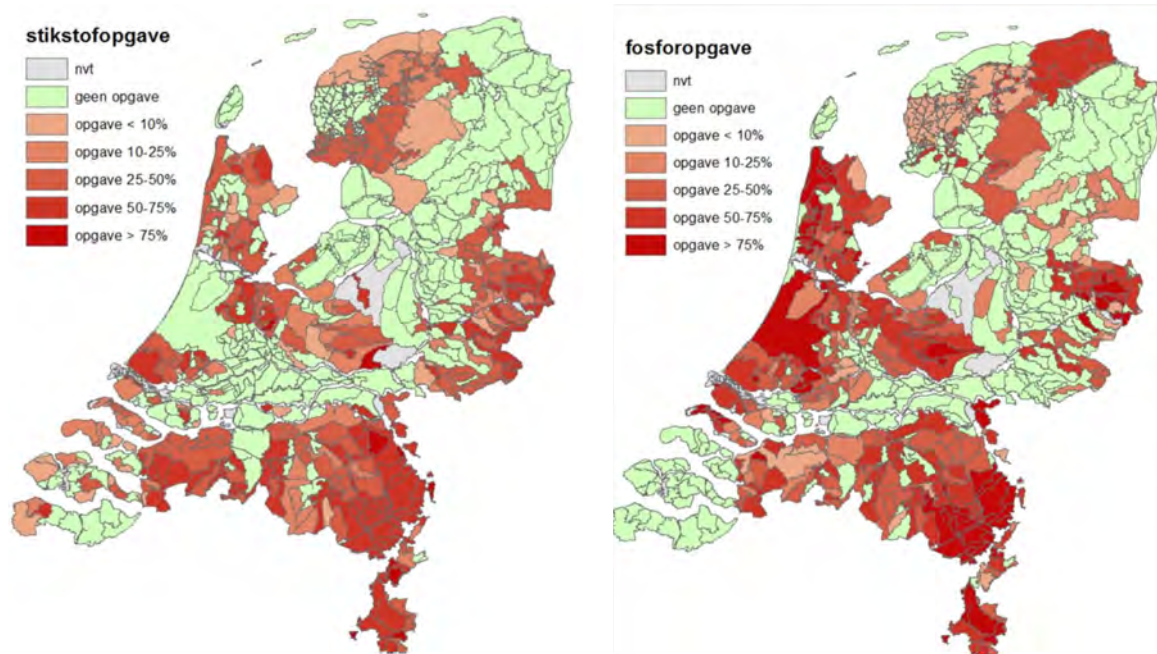 stikstofopgave
nvt
geen opgave
opgave < 10%
opgave 10-25%
opgave 25-50%
opgave 50-75%
opgave > 75%
fosforopgave
nvt
geen opgave
opgave < 10%
opgave 10-25%
opgave 25-50%
opgave 50-75%
opgave > 75%